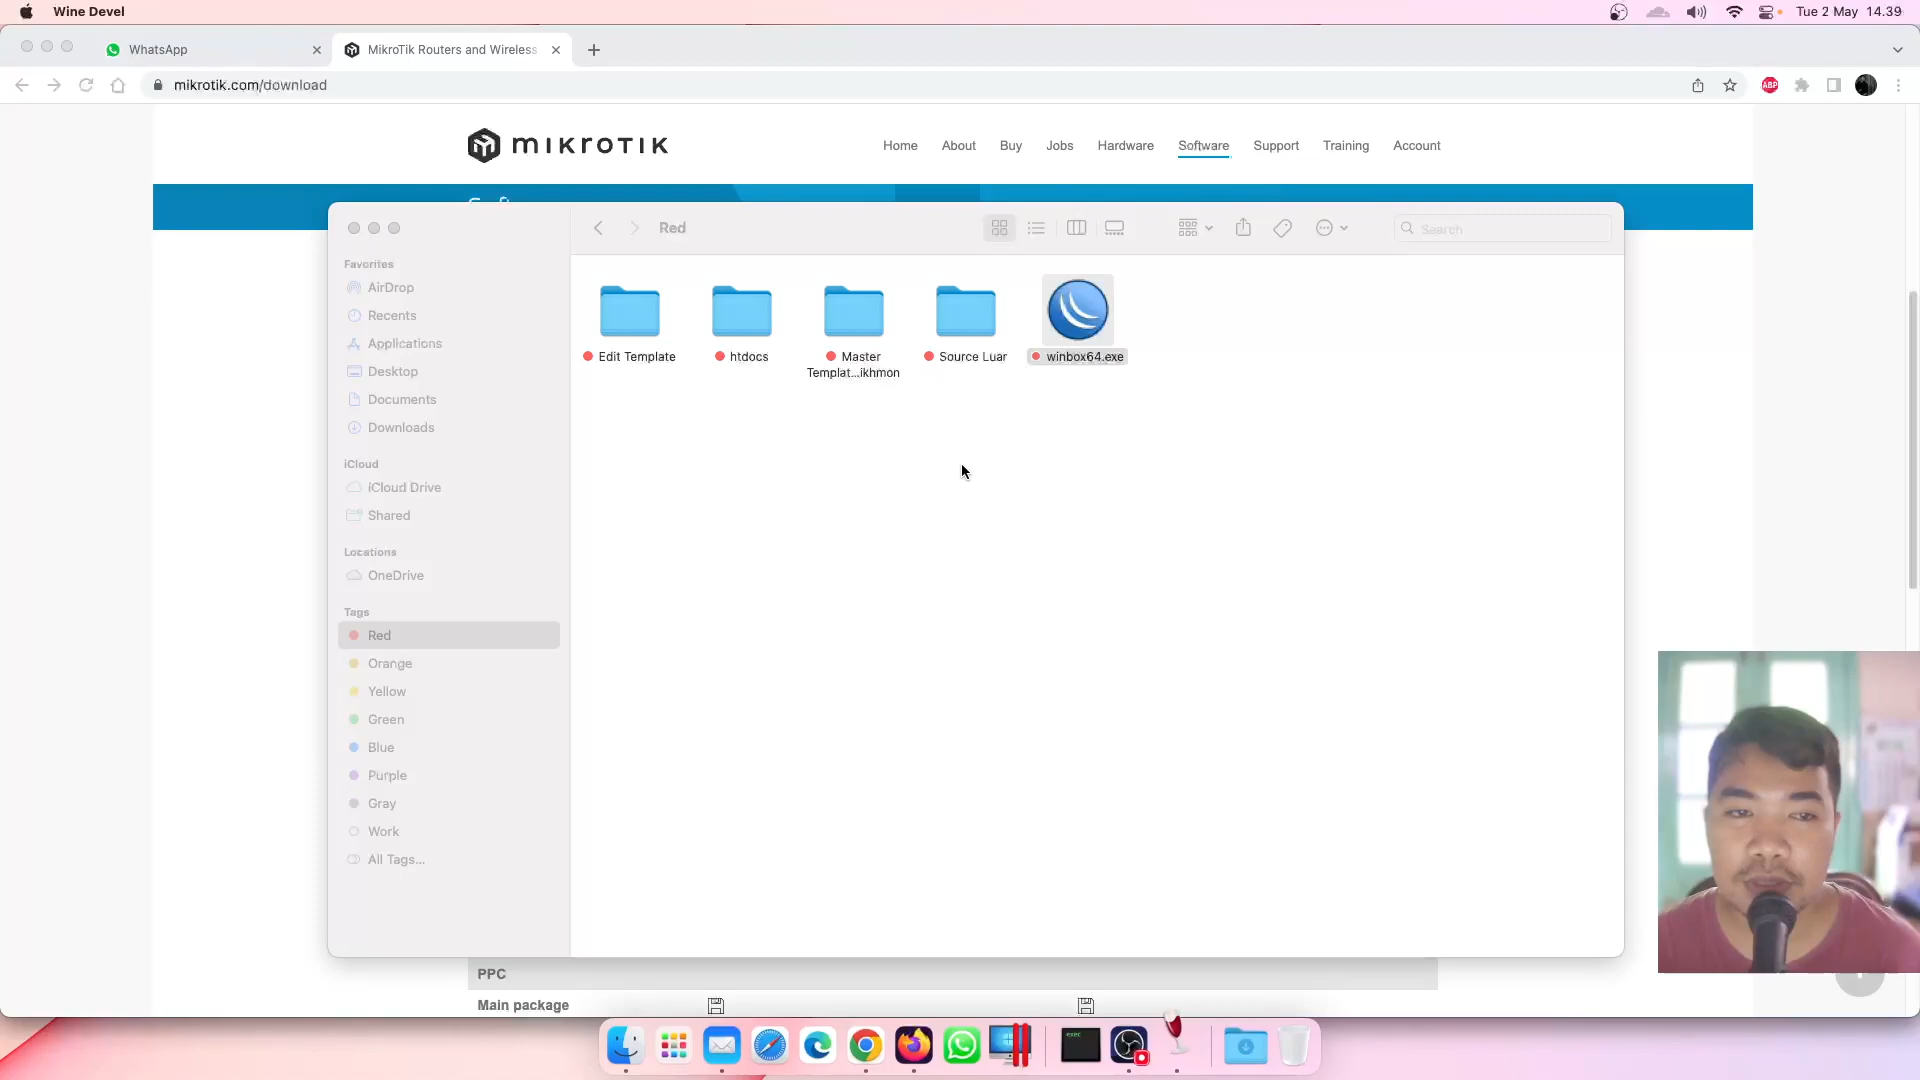 Wine Devel
Tue 2 May 14.39
WhatsApp
MikroTik Routers and Wireless
mikrotik.com/download
ABP
mikrotik
Home
About
Buy
Jobs
Hardware
Software
Support
Training
Account
Red
Search
Favorites
AirDrop
Recents
Applications
Desktop
Documents
Downloads
iCloud
iCloud Drive
Shared
Locations
OneDrive
Tags
Red
Orange
Yellow
Green
Blue
Purple
Gray
Work
All Tags...
Edit Template
htdocs
Master
Templat...ikhmon
Source Luar
winbox64.exe
PPC
Main package
exec